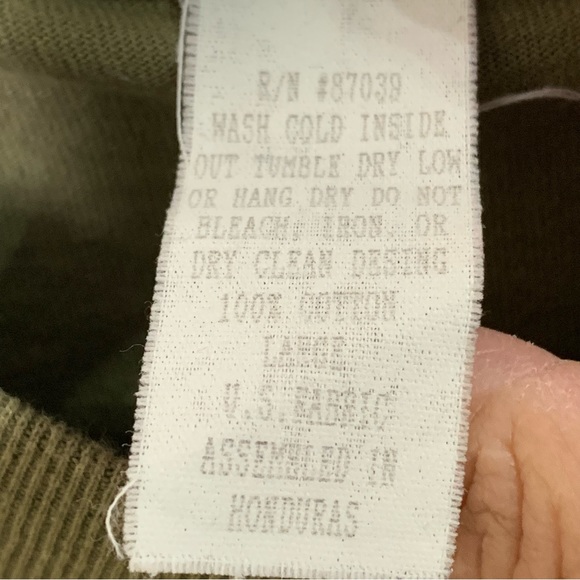 R/N #87039
WASH COLD INSIDE
OUT TUMBLE DRY LOW
OR HANG DRY DO NOT
BLEACH, IRON, OR
DRY CLEAN DESING
100% COTTON
LARGE
U.S.FABRIC
ASSEMBLED IN
HONDURAS